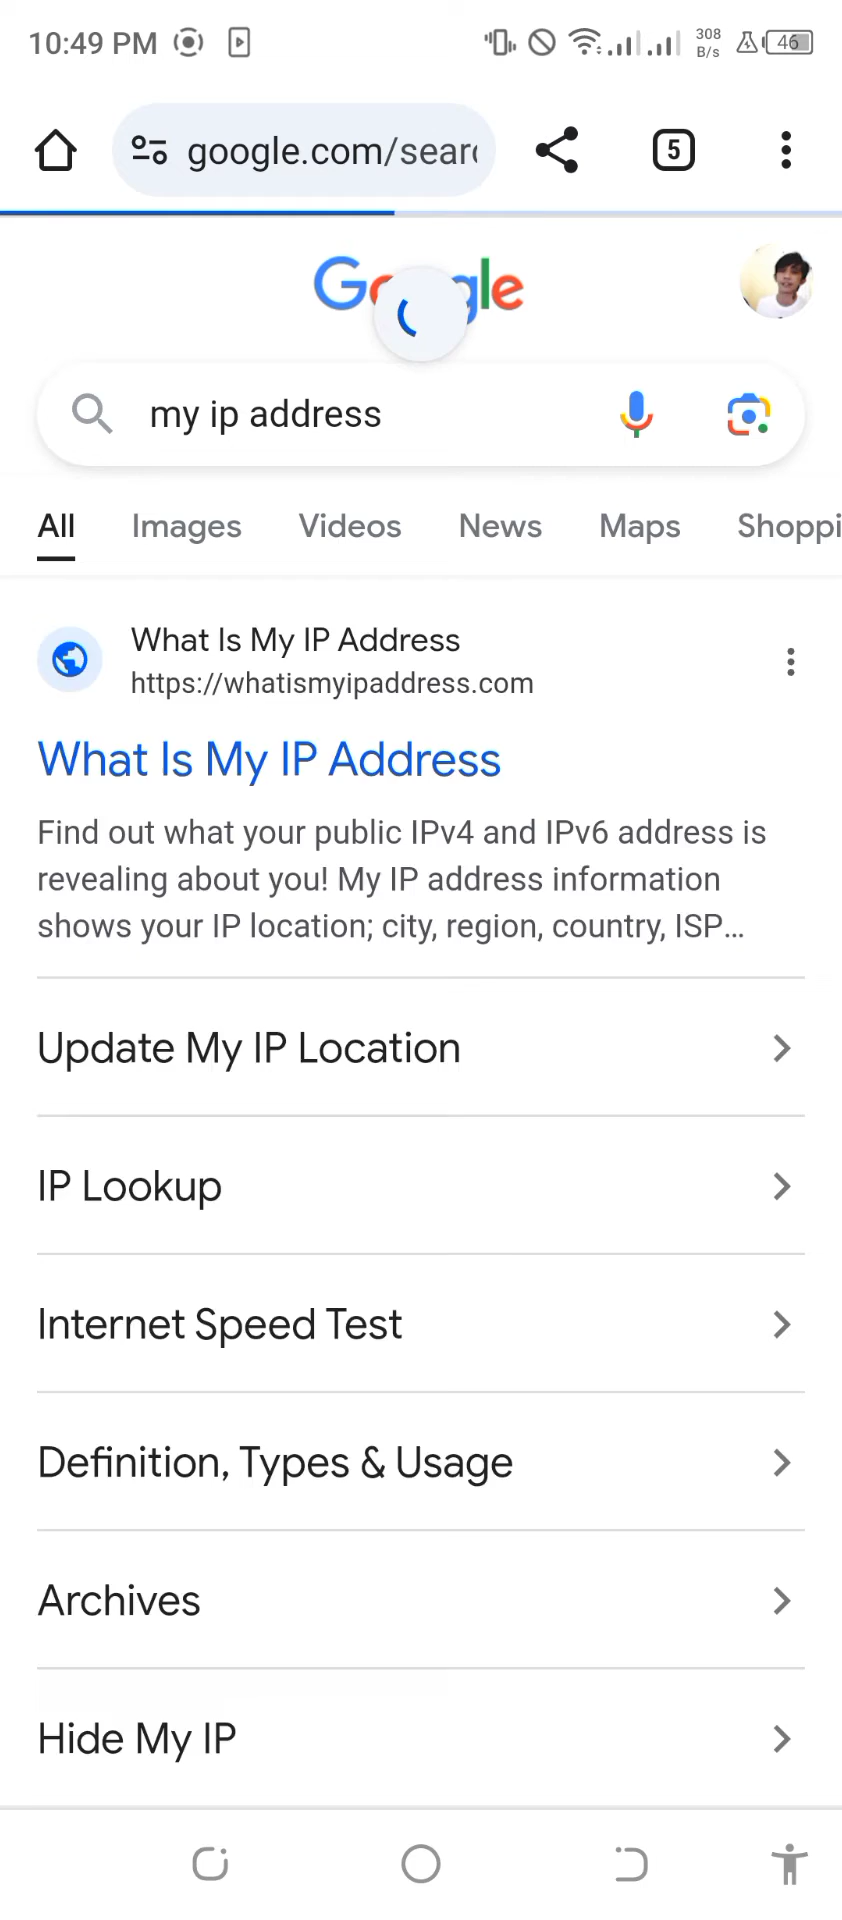 10:49 PM
308
B/s
46
google.com/sear
5
Google
my ip address
All Images Videos News Maps Shoppi
What Is My IP Address
https://whatismyipaddress.com
What Is My IP Address
Find out what your public IPv4 and IPv6 address is
revealing about you! My IP address information
shows your IP location; city, region, country, ISP...
Update My IP Location
IP Lookup
Internet Speed Test
Definition, Types & Usage
Archives
Hide My IP